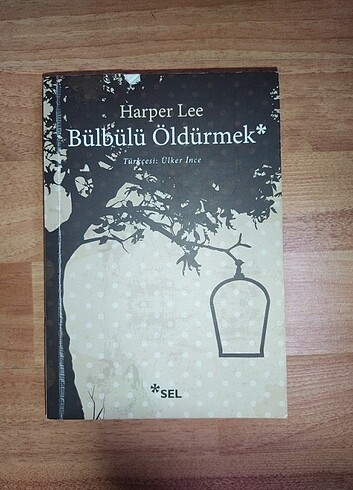 Harper Lee
Bülbülü Öldürmek*
Türkçesi: Ülker İnce
*SEL